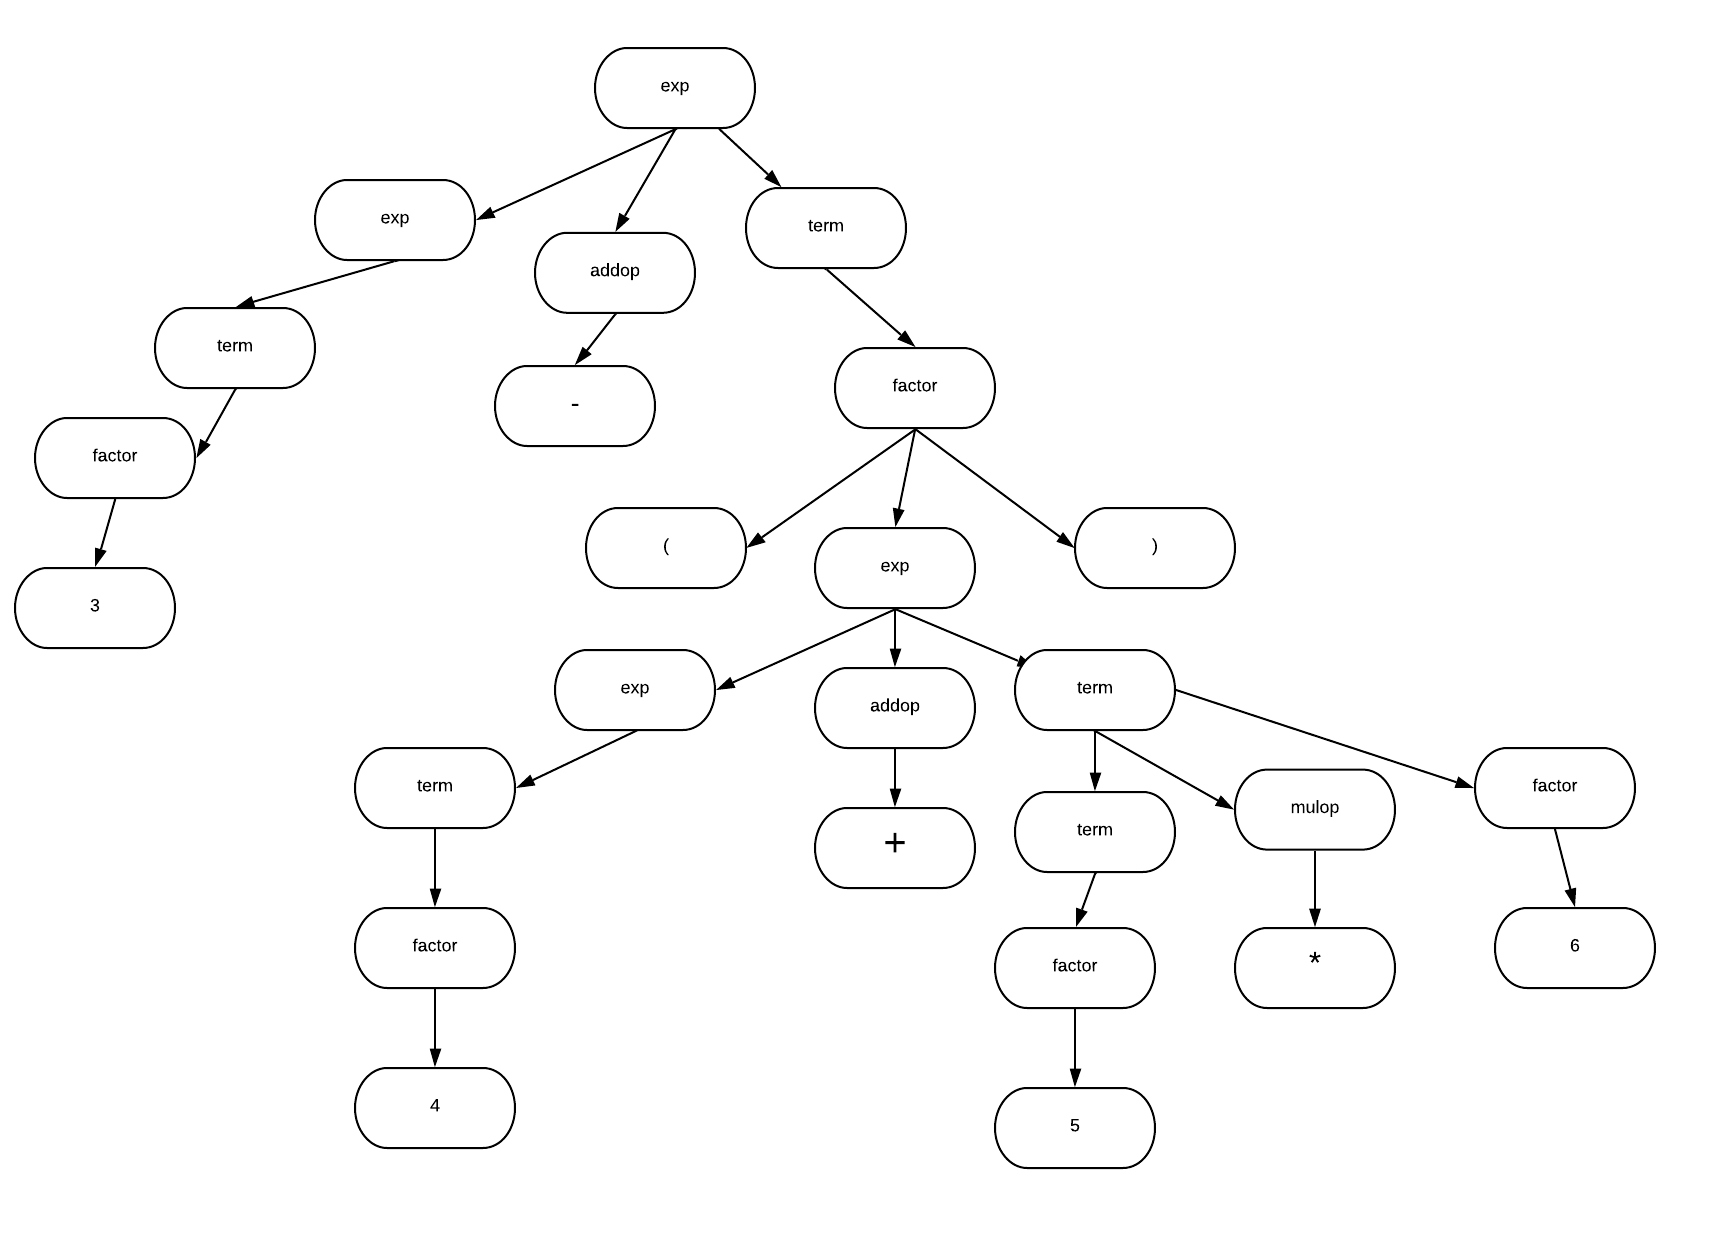 exp
exp
term
addop
term
factor
-
factor
(
exp
)
3
exp
addop
term
term
term
mulop
factor
+
factor
factor
*
6
4
5